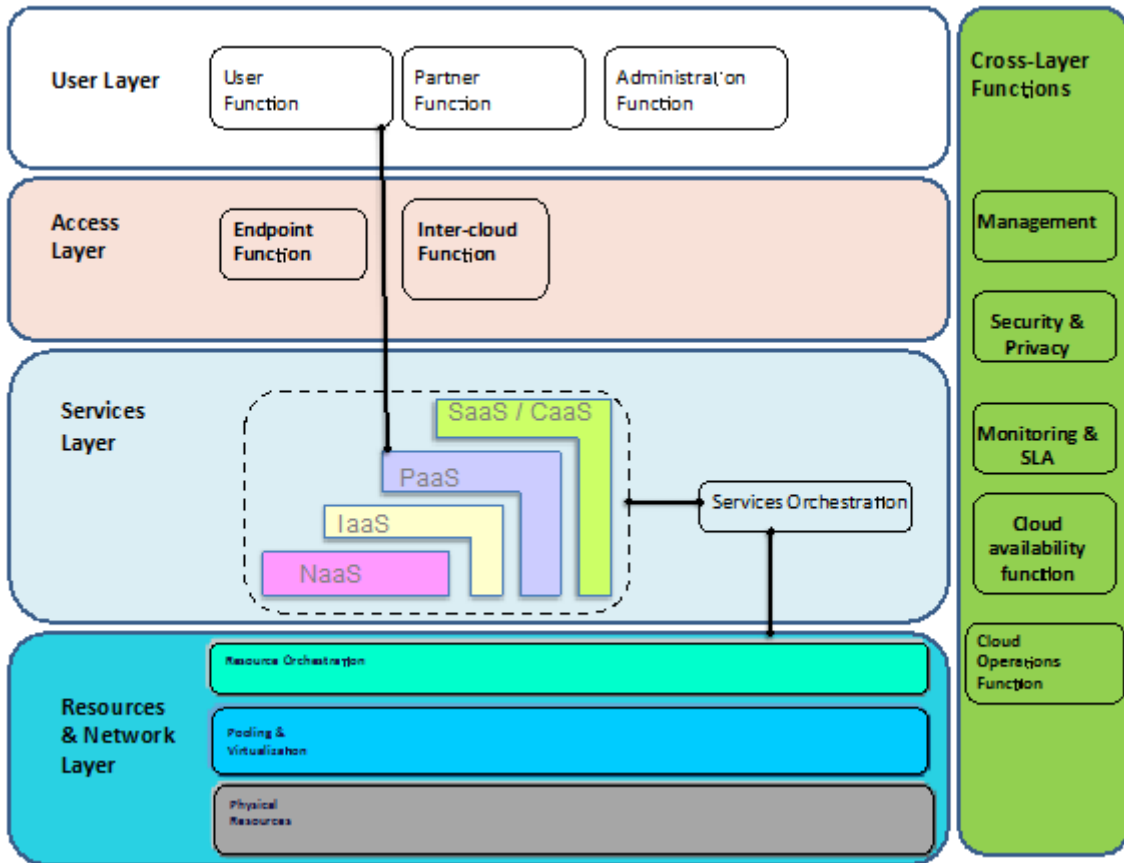 User Layer
User
Function
Partner
Function
Administration
Function
Access
Layer
Endpoint
Function
Inter-cloud
Function
Services
Layer
SaaS / CaaS
PaaS
IaaS
NaaS
Services Orchestration
Resources
& Network
Layer
Resource Orchestration
Pooling &
Virtualization
Physical
Resources
Cross-Layer
Functions
Management
Security &
Privacy
Monitoring &
SLA
Cloud
availability
function
Cloud
Operations
Function